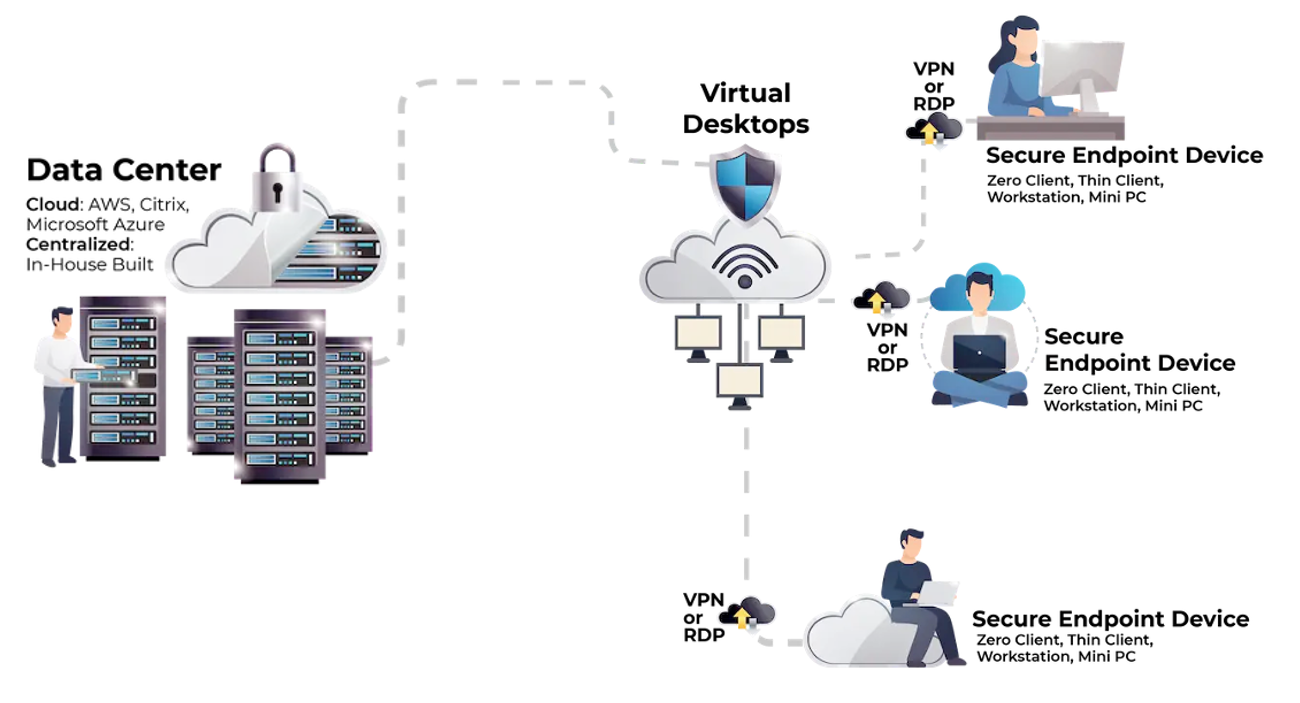 Data Center
Cloud: AWS, Citrix,
Microsoft Azure
Centralized:
In-House Built
Virtual
Desktops
VPN
or
RDP
Secure Endpoint Device
Zero Client, Thin Client,
Workstation, Mini PC
VPN
or
RDP
Secure
Endpoint Device
Zero Client, Thin Client,
Workstation, Mini PC
VPN
or
RDP
Secure Endpoint Device
Zero Client, Thin Client,
Workstation, Mini PC